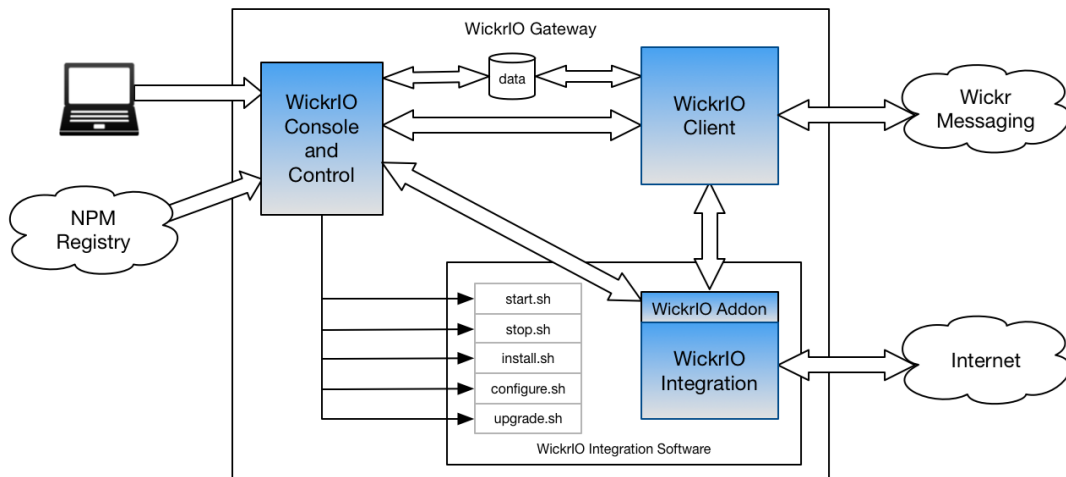 WickrIO Gateway
data
WickrIO
Console
and
Control
WickrIO
Client
Wickr
Messaging
NPM
Registry
start.sh
stop.sh
install.sh
configure.sh
upgrade.sh
WickrIO Addon
WickrIO
Integration
Internet
WickrIO Integration Software